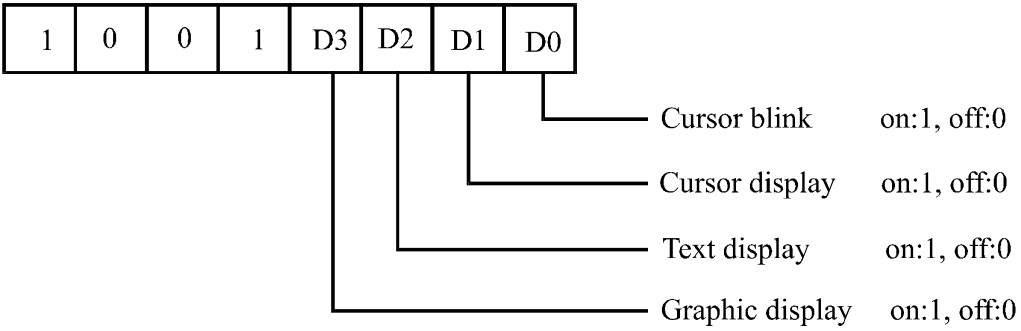 1 0 0 1 D3 D2 D1 D0
Cursor blink on:1, off:0
Cursor display on:1, off:0
Text display on:1, off:0
Graphic display on:1, off:0